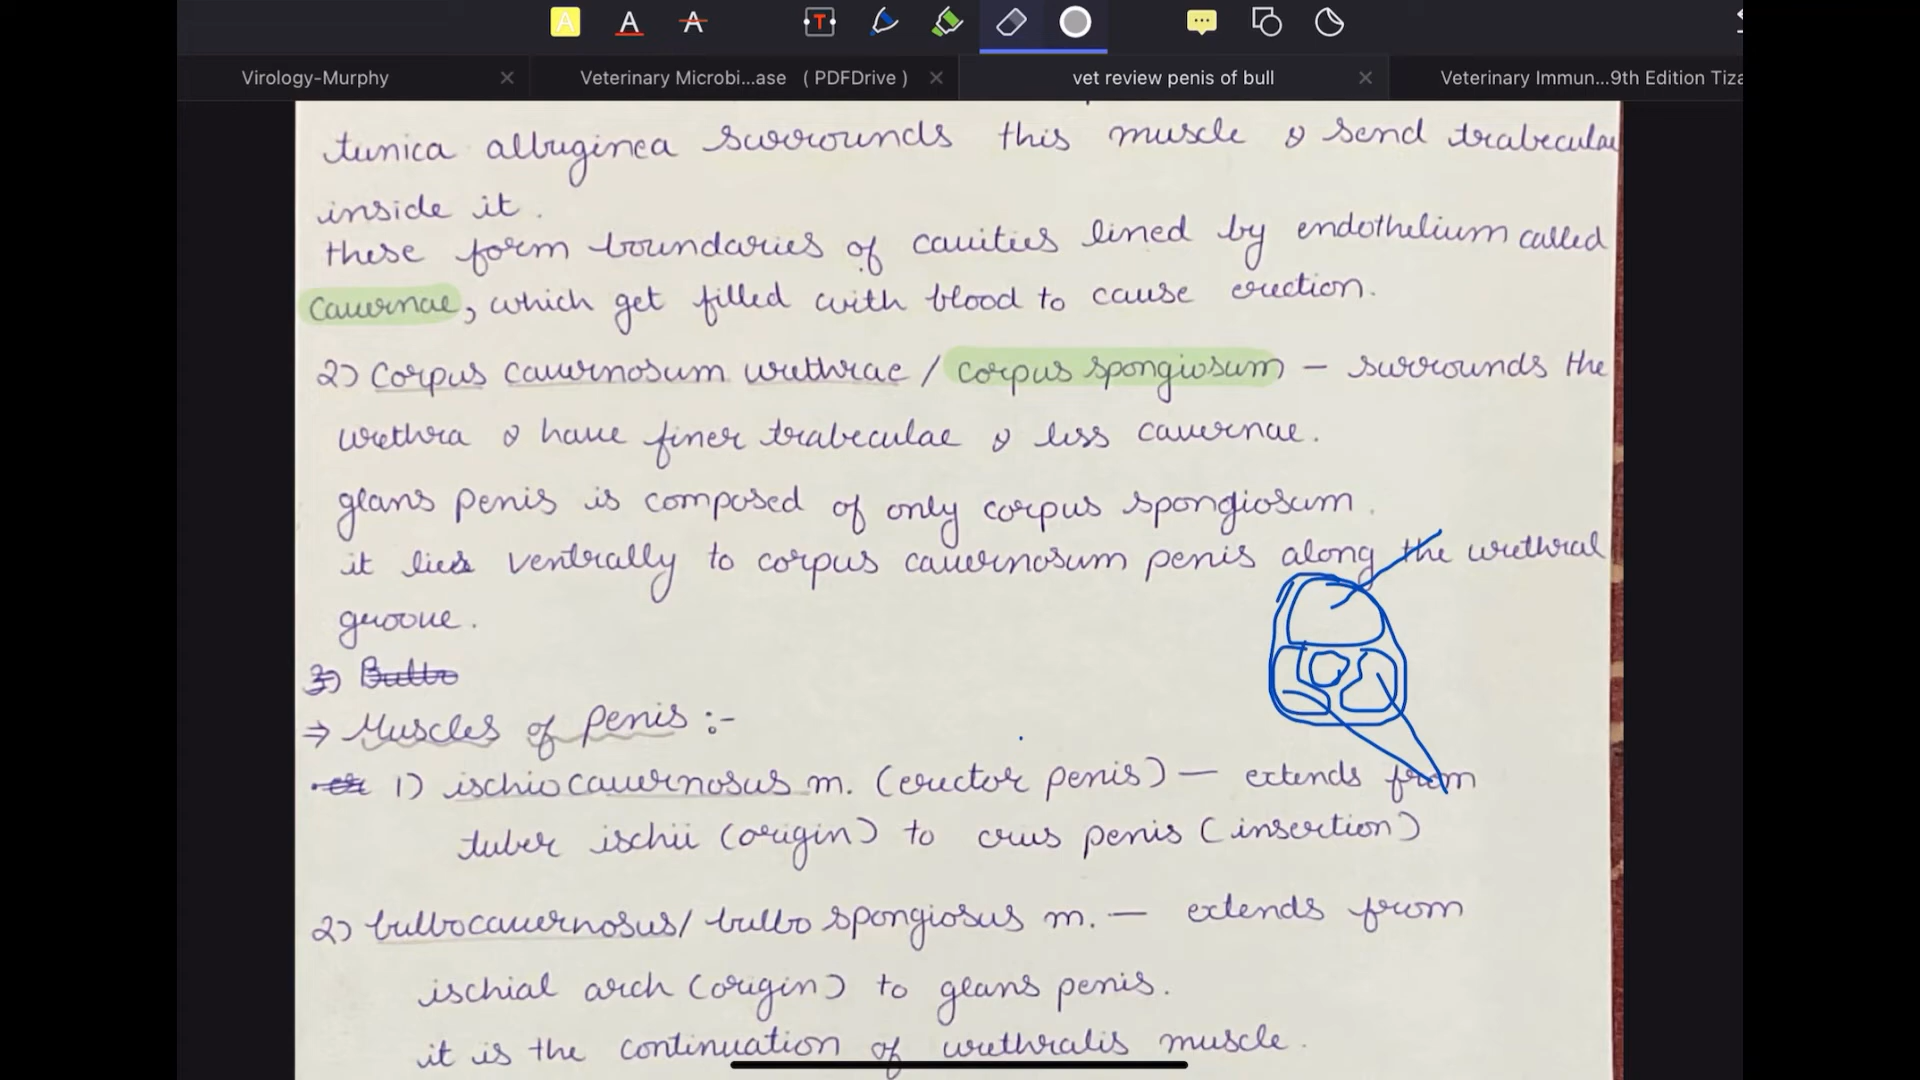 A A A T
Virology-Murphy
Veterinary Microbi...ase ( PDFDrive )
vet review penis of bull
Veterinary Immun...9th Edition Tiza
tunica albuginea surrounds this muscle & send trabeculae
inside it.
these form boundaries of cavities lined by endothelium called
cavernae, which get filled with blood to cause erection.
2) Corpus cavernosum urethrae / corpus spongiosum – surrounds the
urethra & have finer trabeculae & less cavernae.
glans penis is composed of only corpus spongiosum.
it lies ventrally to corpus cavernosum penis along the urethral
groove.
3) Bulbo
⇒ Muscles of penis :-
1) ischiocavernosus m. (erector penis) — extends from
tuber ischii (origin) to crus penis (insertion)
2) bulbocavernosus/ bulbo spongiosus m. — extends from
ischial arch (origin) to glans penis.
it is the continuation of urethralis muscle.